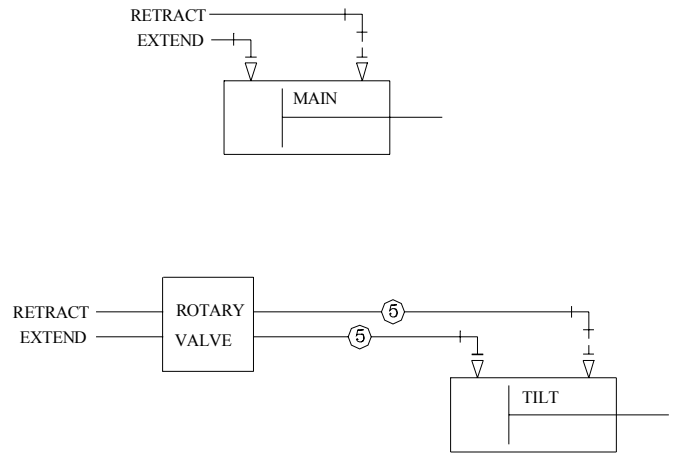 RETRACT
EXTEND
MAIN
RETRACT
EXTEND
ROTARY
VALVE
5
5
TILT